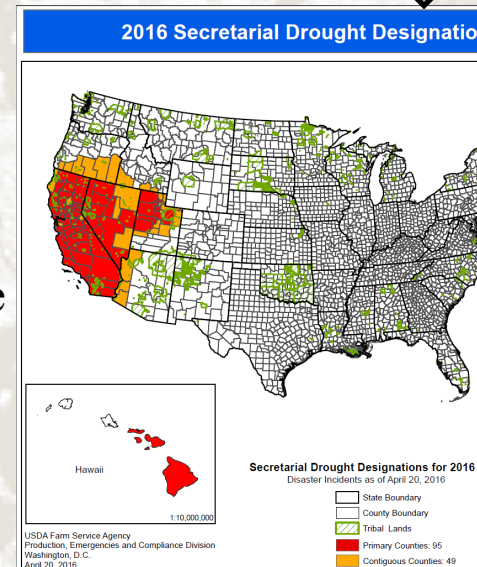 2016 Secretarial Drought Designatio
Hawaii
1:10,000,000
Secretarial Drought Designations for 2016
Disaster Incidents as of April 20, 2016
State Boundary
County Boundary
Tribal Lands
Primary Counties: 95
Contiguous Counties: 49
USDA Farm Service Agency
Production, Emergencies and Compliance Division
Washington, D.C.
April 20, 2016